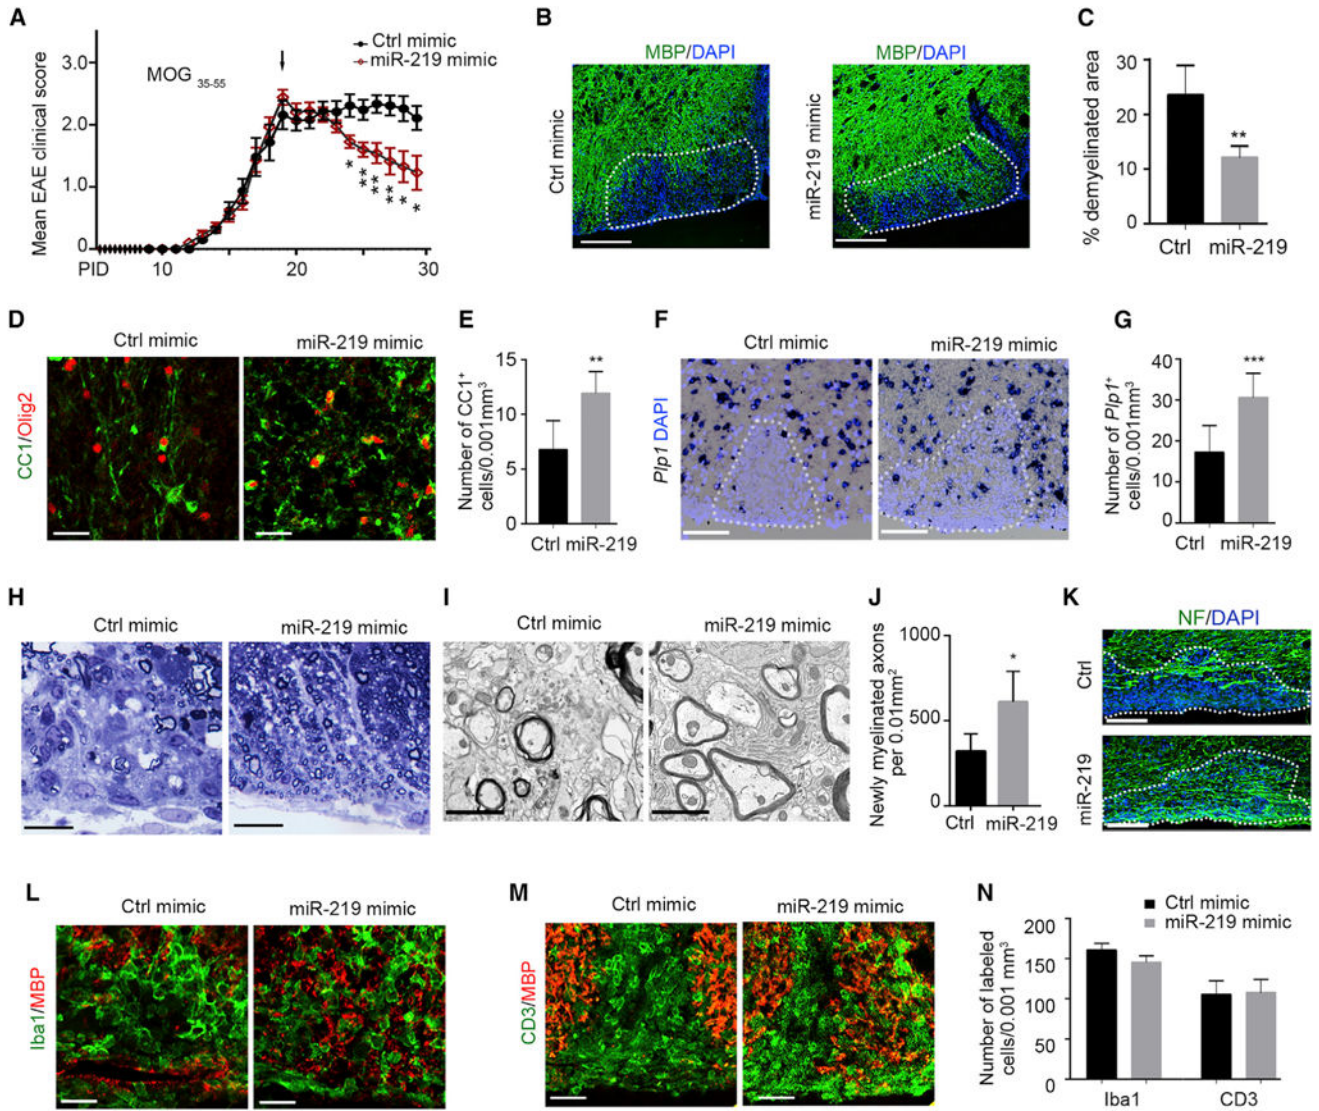 A
Mean EAE clinical score
3.0
2.0
1.0
0
MOG 35-55
Ctrl mimic
miR-219 mimic
*
**
**
**
*
*
PID
10
20
30
B
MBP/DAPI
MBP/DAPI
Ctrl mimic
miR-219 mimic
C
% demyelinated area
30
20
10
0
**
Ctrl
miR-219
D
Ctrl mimic
miR-219 mimic
CC1/Olig2
E
Number of CC1+
cells/0.001mm3
15
10
5
0
**
Ctrl miR-219
F
Ctrl mimic
miR-219 mimic
Plp1 DAPI
G
Number of Plp1+
cells/0.001mm3
40
30
20
10
0
***
Ctrl
miR-219
H
Ctrl mimic
miR-219 mimic
I
Ctrl mimic
miR-219 mimic
J
Newly myelinated axons
per 0.01mm2
1000
500
0
*
Ctrl
miR-219
K
NF/DAPI
Ctrl
miR-219
L
Ctrl mimic
miR-219 mimic
Iba1/MBP
M
Ctrl mimic
miR-219 mimic
CD3/MBP
N
Ctrl mimic
miR-219 mimic
Number of labeled
cells/0.001 mm3
200
150
100
50
0
Iba1
CD3